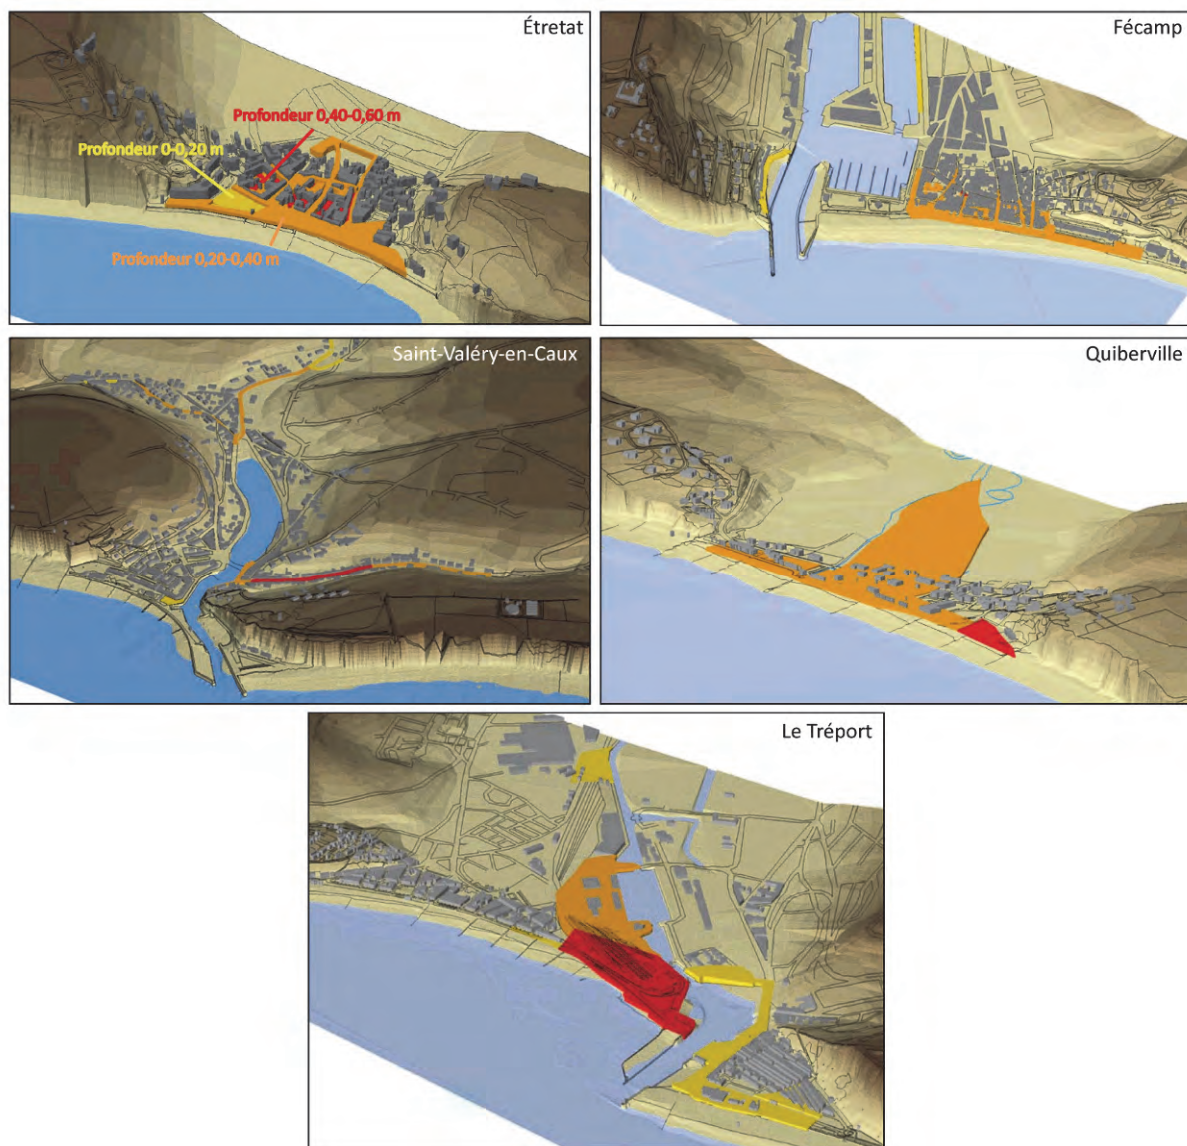 Étretat
Profondeur 0,40-0,60 m
Profondeur 0-0,20 m
Profondeur 0,20-0,40 m
Fécamp
Saint-Valéry-en-Caux
Quiberville
Le Tréport